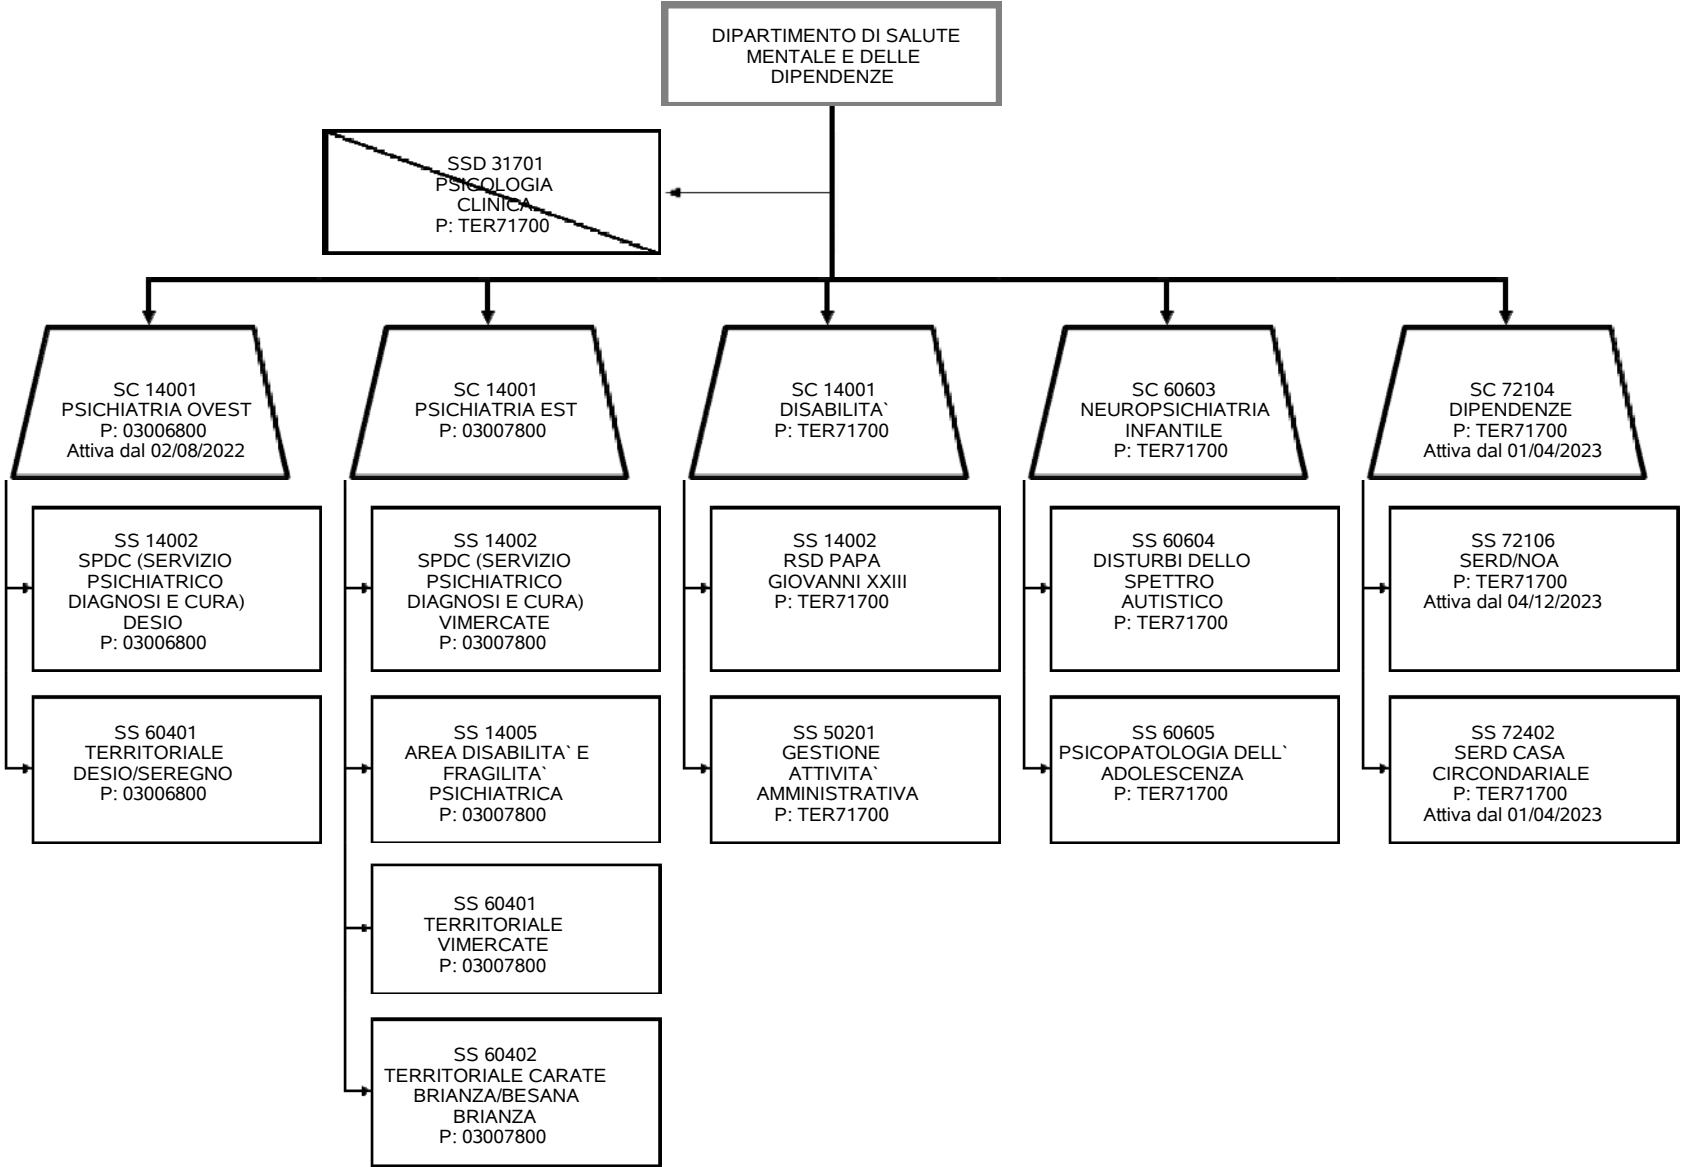 DIPARTIMENTO DI SALUTE
MENTALE E DELLE
DIPENDENZE
SSD 31701
PSICOLOGIA
CLINICA
P: TER71700
SC 14001
PSICHIATRIA OVEST
P: 03006800
Attiva dal 02/08/2022
SC 14001
PSICHIATRIA EST
P: 03007800
SC 14001
DISABILITA`
P: TER71700
SC 60603
NEUROPSICHIATRIA
INFANTILE
P: TER71700
SC 72104
DIPENDENZE
P: TER71700
Attiva dal 01/04/2023
SS 14002
SPDC (SERVIZIO
PSICHIATRICO
DIAGNOSI E CURA)
DESIO
P: 03006800
SS 14002
SPDC (SERVIZIO
PSICHIATRICO
DIAGNOSI E CURA)
VIMERCATE
P: 03007800
SS 14002
RSD PAPA
GIOVANNI XXIII
P: TER71700
SS 60604
DISTURBI DELLO
SPETTRO
AUTISTICO
P: TER71700
SS 72106
SERD/NOA
P: TER71700
Attiva dal 04/12/2023
SS 60401
TERRITORIALE
DESIO/SEREGNO
P: 03006800
SS 14005
AREA DISABILITA` E
FRAGILITA`
PSICHIATRICA
P: 03007800
SS 50201
GESTIONE
ATTIVITA`
AMMINISTRATIVA
P: TER71700
SS 60605
PSICOPATOLOGIA DELL`
ADOLESCENZA
P: TER71700
SS 72402
SERD CASA
CIRCONDARIALE
P: TER71700
Attiva dal 01/04/2023
SS 60401
TERRITORIALE
VIMERCATE
P: 03007800
SS 60402
TERRITORIALE CARATE
BRIANZA/BESANA
BRIANZA
P: 03007800